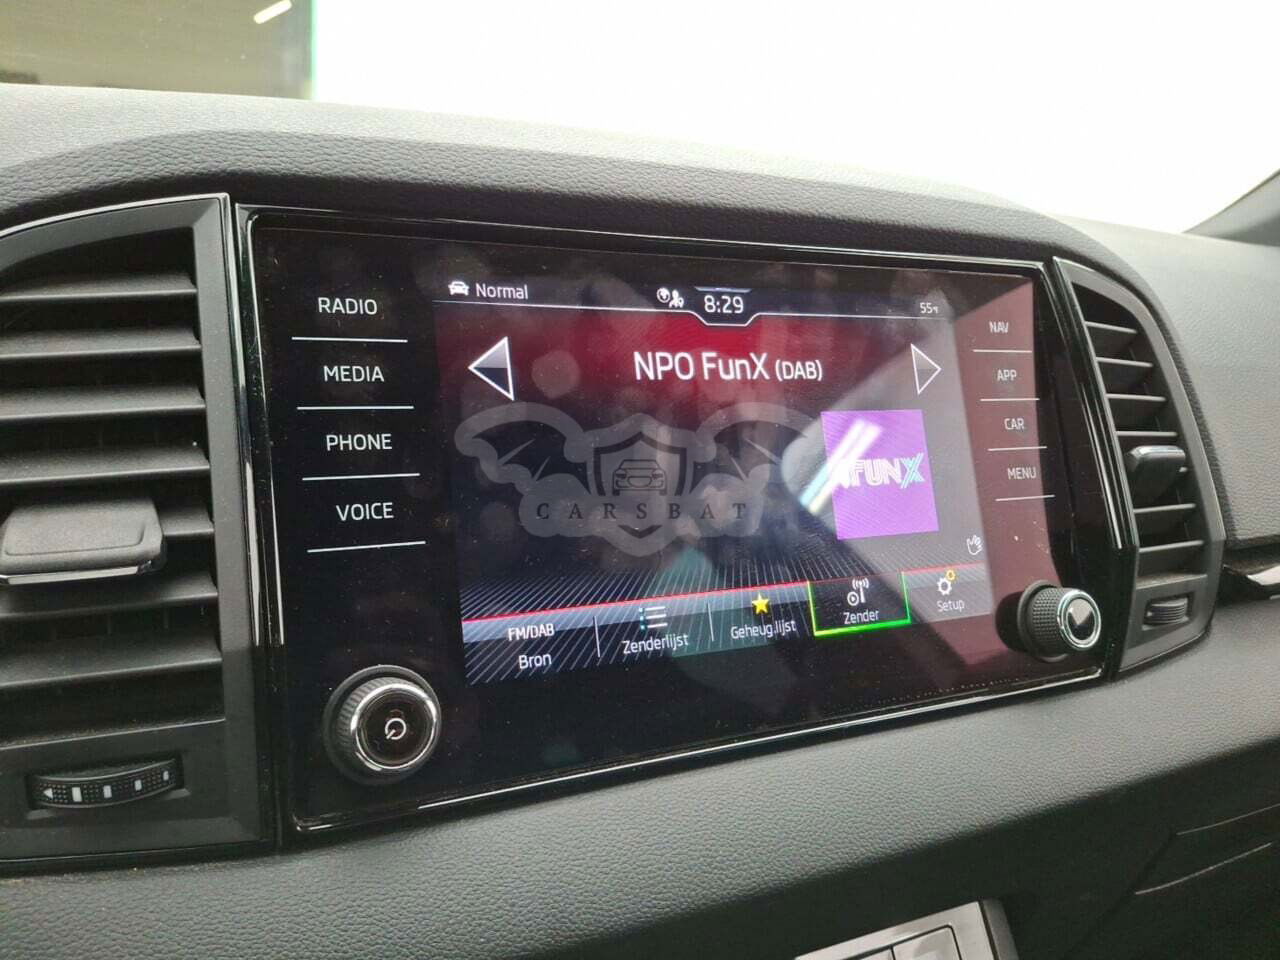 RADIO
MEDIA
PHONE
VOICE
Normal
8:29
55°F
NPO FunX (DAB)
FUNX
CARSBAT
FM/DAB
Bron
Zenderlijst
Geheug.lijst
Zender
Setup
NAV
APP
CAR
MENU